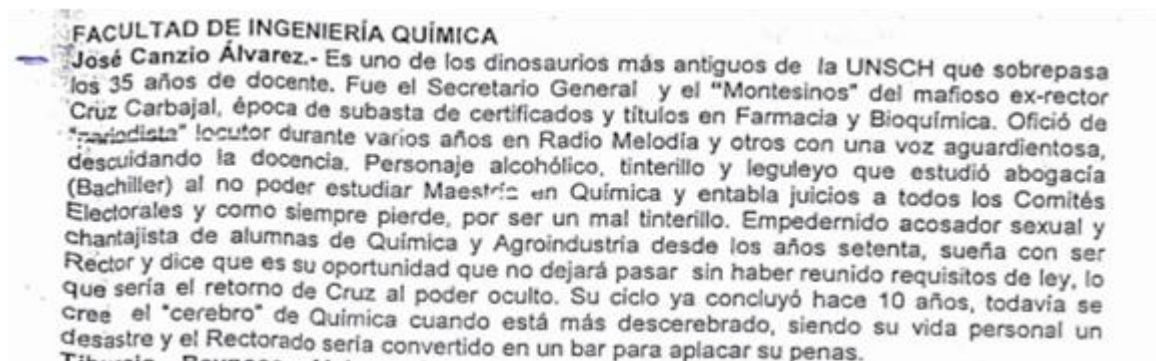 FACULTAD DE INGENIERÍA QUÍMICA
José Canzio Álvarez.- Es uno de los dinosaurios más antiguos de la UNSCH que sobrepasa
los 35 años de docente. Fue el Secretario General y el "Montesinos" del mafioso ex-rector
Cruz Carbajal, época de subasta de certificados y títulos en Farmacia y Bioquímica. Ofició de
"periodista" locutor durante varios años en Radio Melodía y otros con una voz aguardientosa,
descuidando la docencia. Personaje alcohólico, tinterillo y leguleyo que estudió abogacía
(Bachiller) al no poder estudiar Maestría en Química y entabla juicios a todos los Comités
Electorales y como siempre pierde, por ser un mal tinterillo. Empedernido acosador sexual y
chantajista de alumnas de Química y Agroindustria desde los años setenta, sueña con ser
Rector y dice que es su oportunidad que no dejará pasar sin haber reunido requisitos de ley, lo
que sería el retorno de Cruz al poder oculto. Su ciclo ya concluyó hace 10 años, todavía se
cree el "cerebro" de Química cuando está más descerebrado, siendo su vida personal un
desastre y el Rectorado sería convertido en un bar para aplacar su penas.